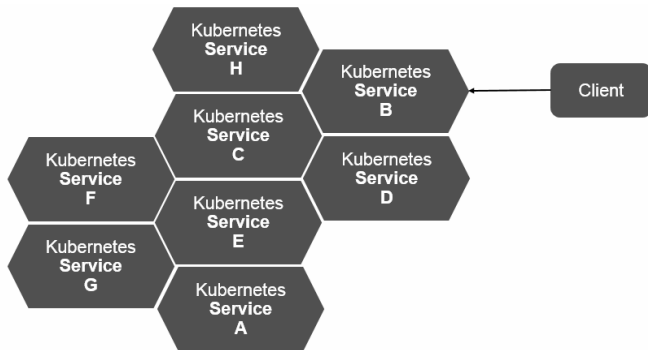 Kubernetes
Service
H
Kubernetes
Service
B
Client
Kubernetes
Service
C
Kubernetes
Service
F
Kubernetes
Service
D
Kubernetes
Service
E
Kubernetes
Service
G
Kubernetes
Service
A